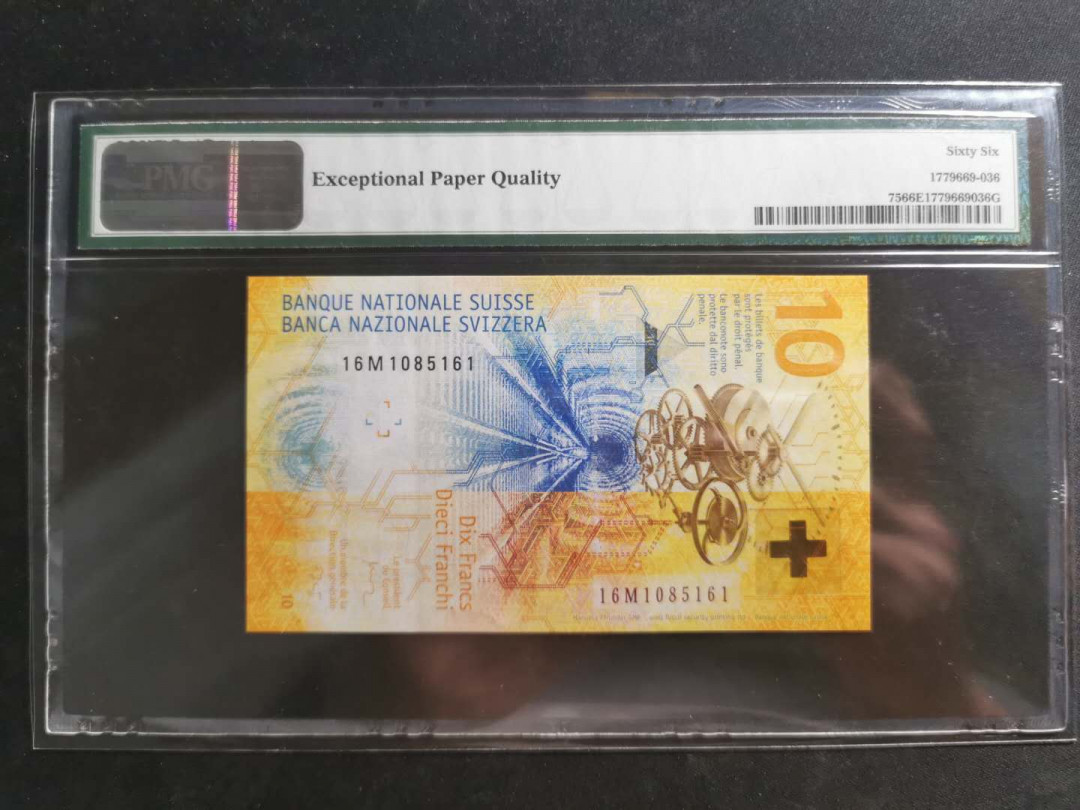 PMG
Exceptional Paper Quality
Sixty Six
1779669-036
7566E1779669036G
BANQUE NATIONALE SUISSE
BANCA NAZIONALE SVIZZERA
16M1085161
Les billets de banque
sont protégés
par le droit pénal.
Le banconote sono
protette dal diritto
penale.
10
Dix Francs
Dieci Franchi
10
16M1085161